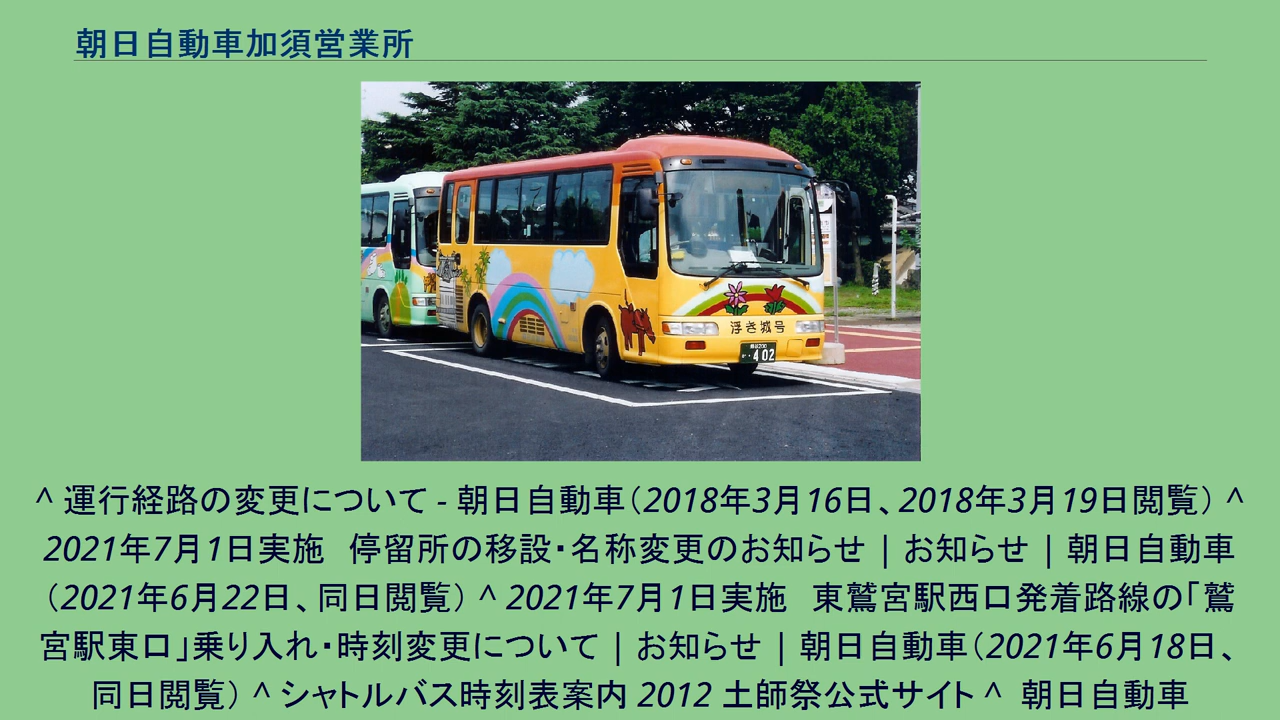 朝日自動車加須営業所
浮き城号
402
^ 運行経路の変更について - 朝日自動車（2018年3月16日、2018年3月19日閲覧） ^
2021年7月1日実施　停留所の移設・名称変更のお知らせ | お知らせ | 朝日自動車
（2021年6月22日、同日閲覧） ^ 2021年7月1日実施　東鷲宮駅西口発着路線の「鷲
宮駅東口」乗り入れ・時刻変更について | お知らせ | 朝日自動車（2021年6月18日、
同日閲覧） ^ シャトルバス時刻表案内 2012 土師祭公式サイト ^ 朝日自動車